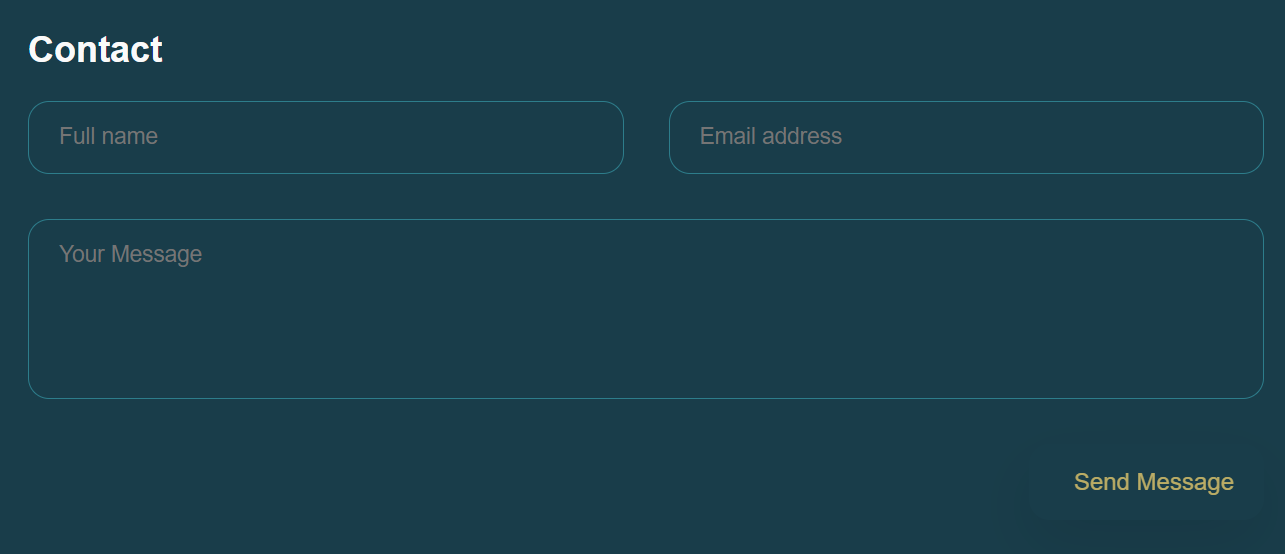 Contact
Full name
Email address
Your Message
Send Message